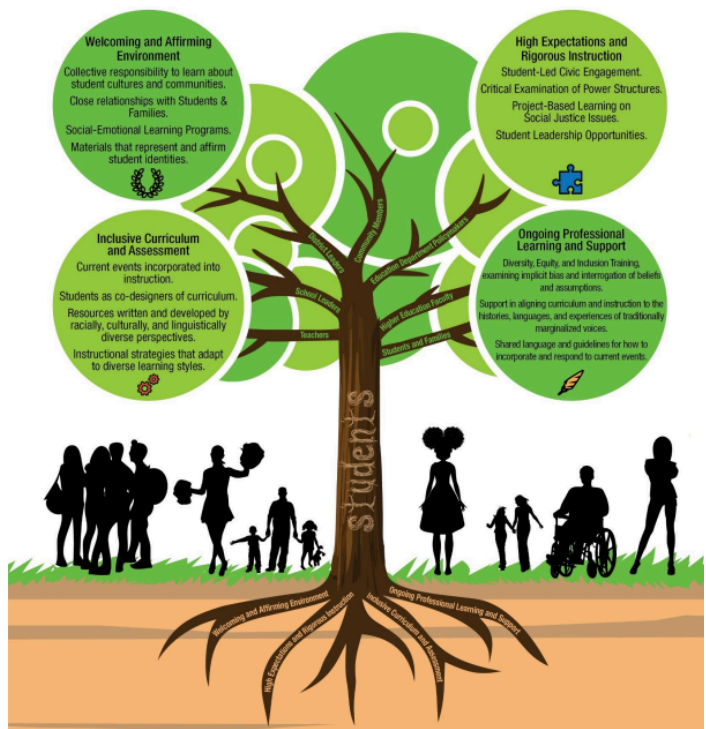 Welcoming and Affirming
Environment
Collective responsibility to learn about
student cultures and communities.
Close relationships with Students &
Families.
Social-Emotional Learning Programs.
Materials that represent and affirm
student identities.
High Expectations and
Rigorous Instruction
Student-Led Civic Engagement.
Critical Examination of Power Structures.
Project-Based Learning on
Social Justice Issues.
Student Leadership Opportunities.
Inclusive Curriculum
and Assessment
Current events incorporated into
instruction.
Students as co-designers of curriculum.
Resources written and developed by
racially, culturally, and linguistically
diverse perspectives.
Instructional strategies that adapt
to diverse learning styles.
Ongoing Professional
Learning and Support
Diversity, Equity, and Inclusion Training,
examining implicit bias and interrogation of beliefs
and assumptions.
Support in aligning curriculum and instruction to the
histories, languages, and experiences of traditionally
marginalized voices.
Shared language and guidelines for how to
incorporate and respond to current events.
District Leaders
Community Members
Education Department Policymakers
School Leaders
Higher Education Faculty
Teachers
Students and Families
students
Welcoming and Affirming Environment
High Expectations and Rigorous Instruction
Inclusive Curriculum and Assessment
Ongoing Professional Learning and Support